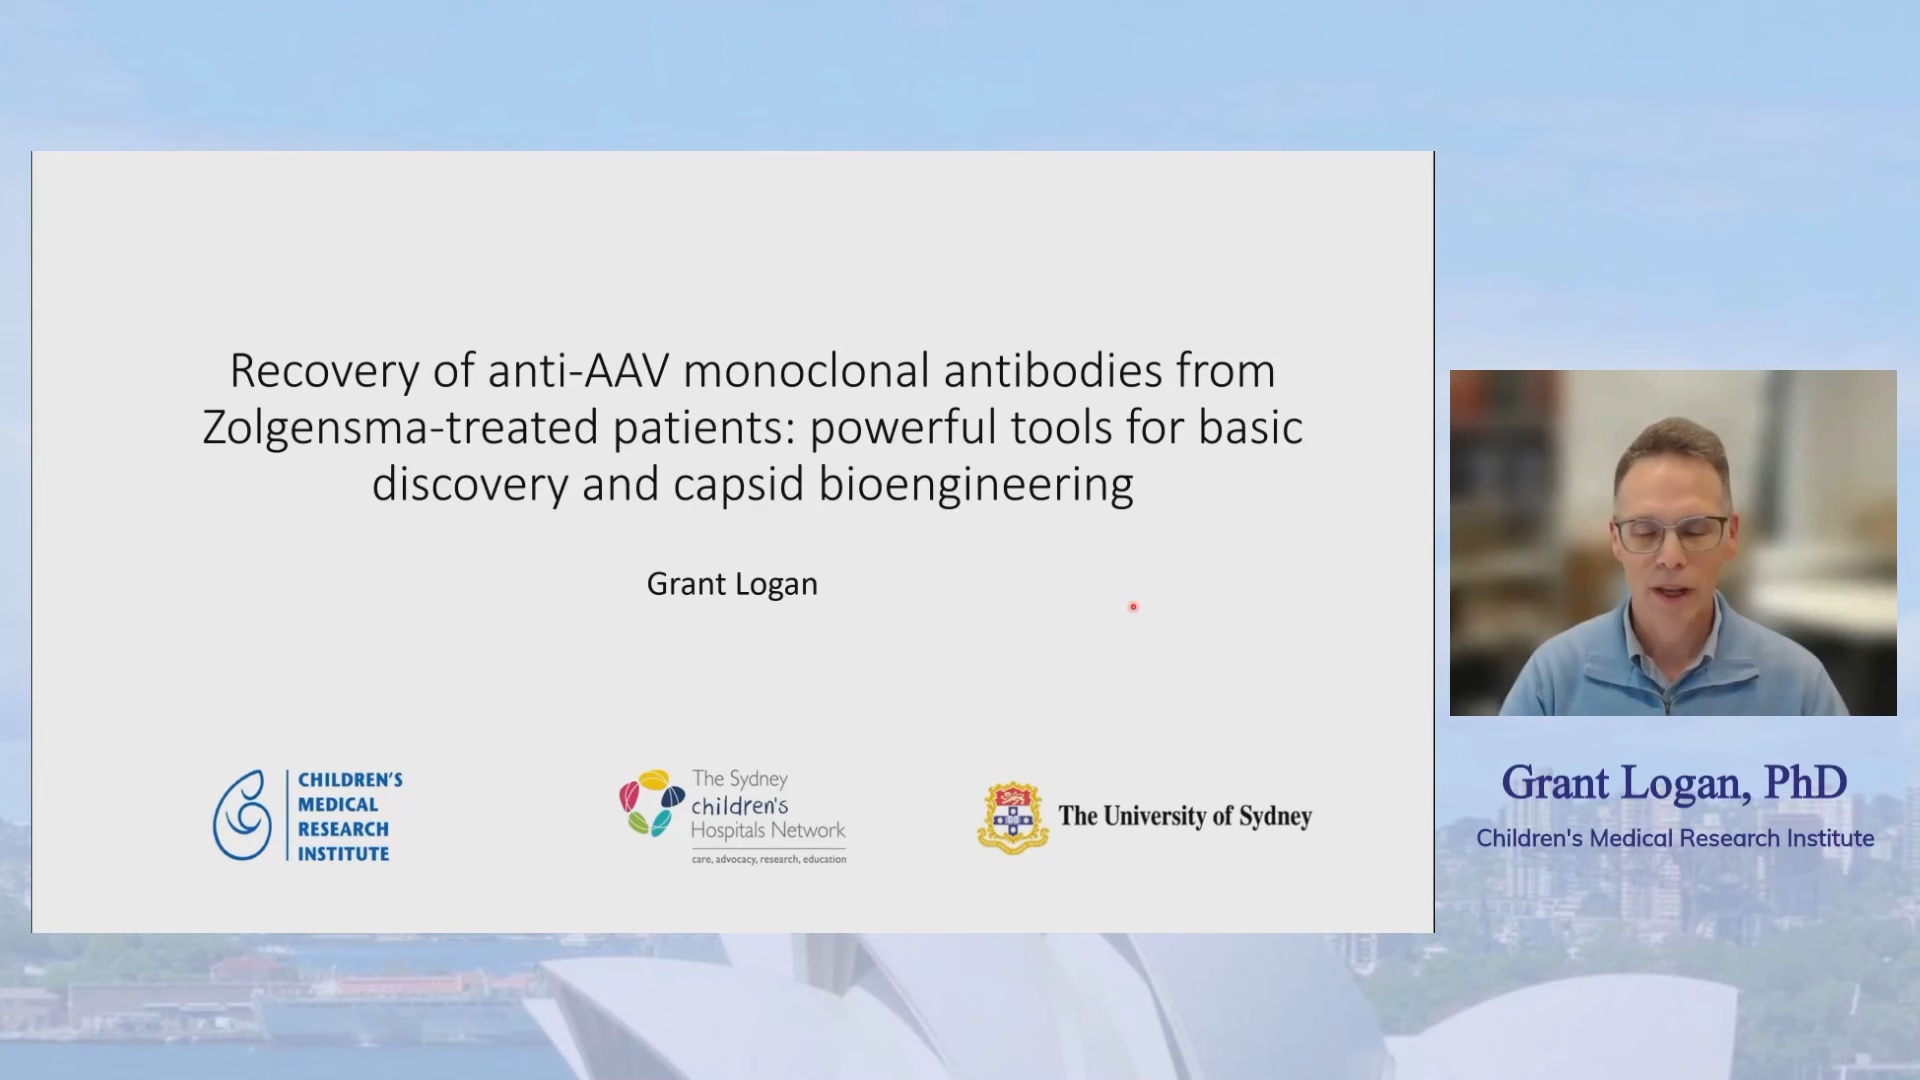 Recovery of anti-AAV monoclonal antibodies from
Zolgensma-treated patients: powerful tools for basic
discovery and capsid bioengineering
Grant Logan
CHILDREN'S
MEDICAL
RESEARCH
INSTITUTE
The Sydney
children's
Hospitals Network
care, advocacy, research, education
The University of Sydney
Grant Logan, PhD
Children's Medical Research Institute